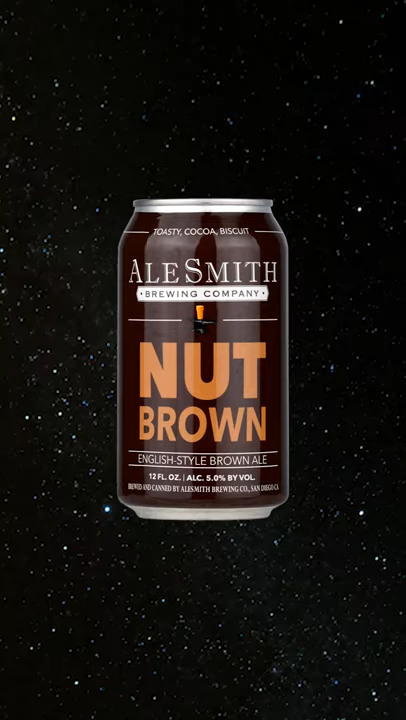 TOASTY, COCOA, BISCUIT
ALESMITH
• BREWING COMPANY •
NUT
BROWN
ENGLISH-STYLE BROWN ALE
12 FL. OZ. | ALC. 5.0% BY VOL.
BREWED AND CANNED BY ALESMITH BREWING CO., SAN DIEGO CA